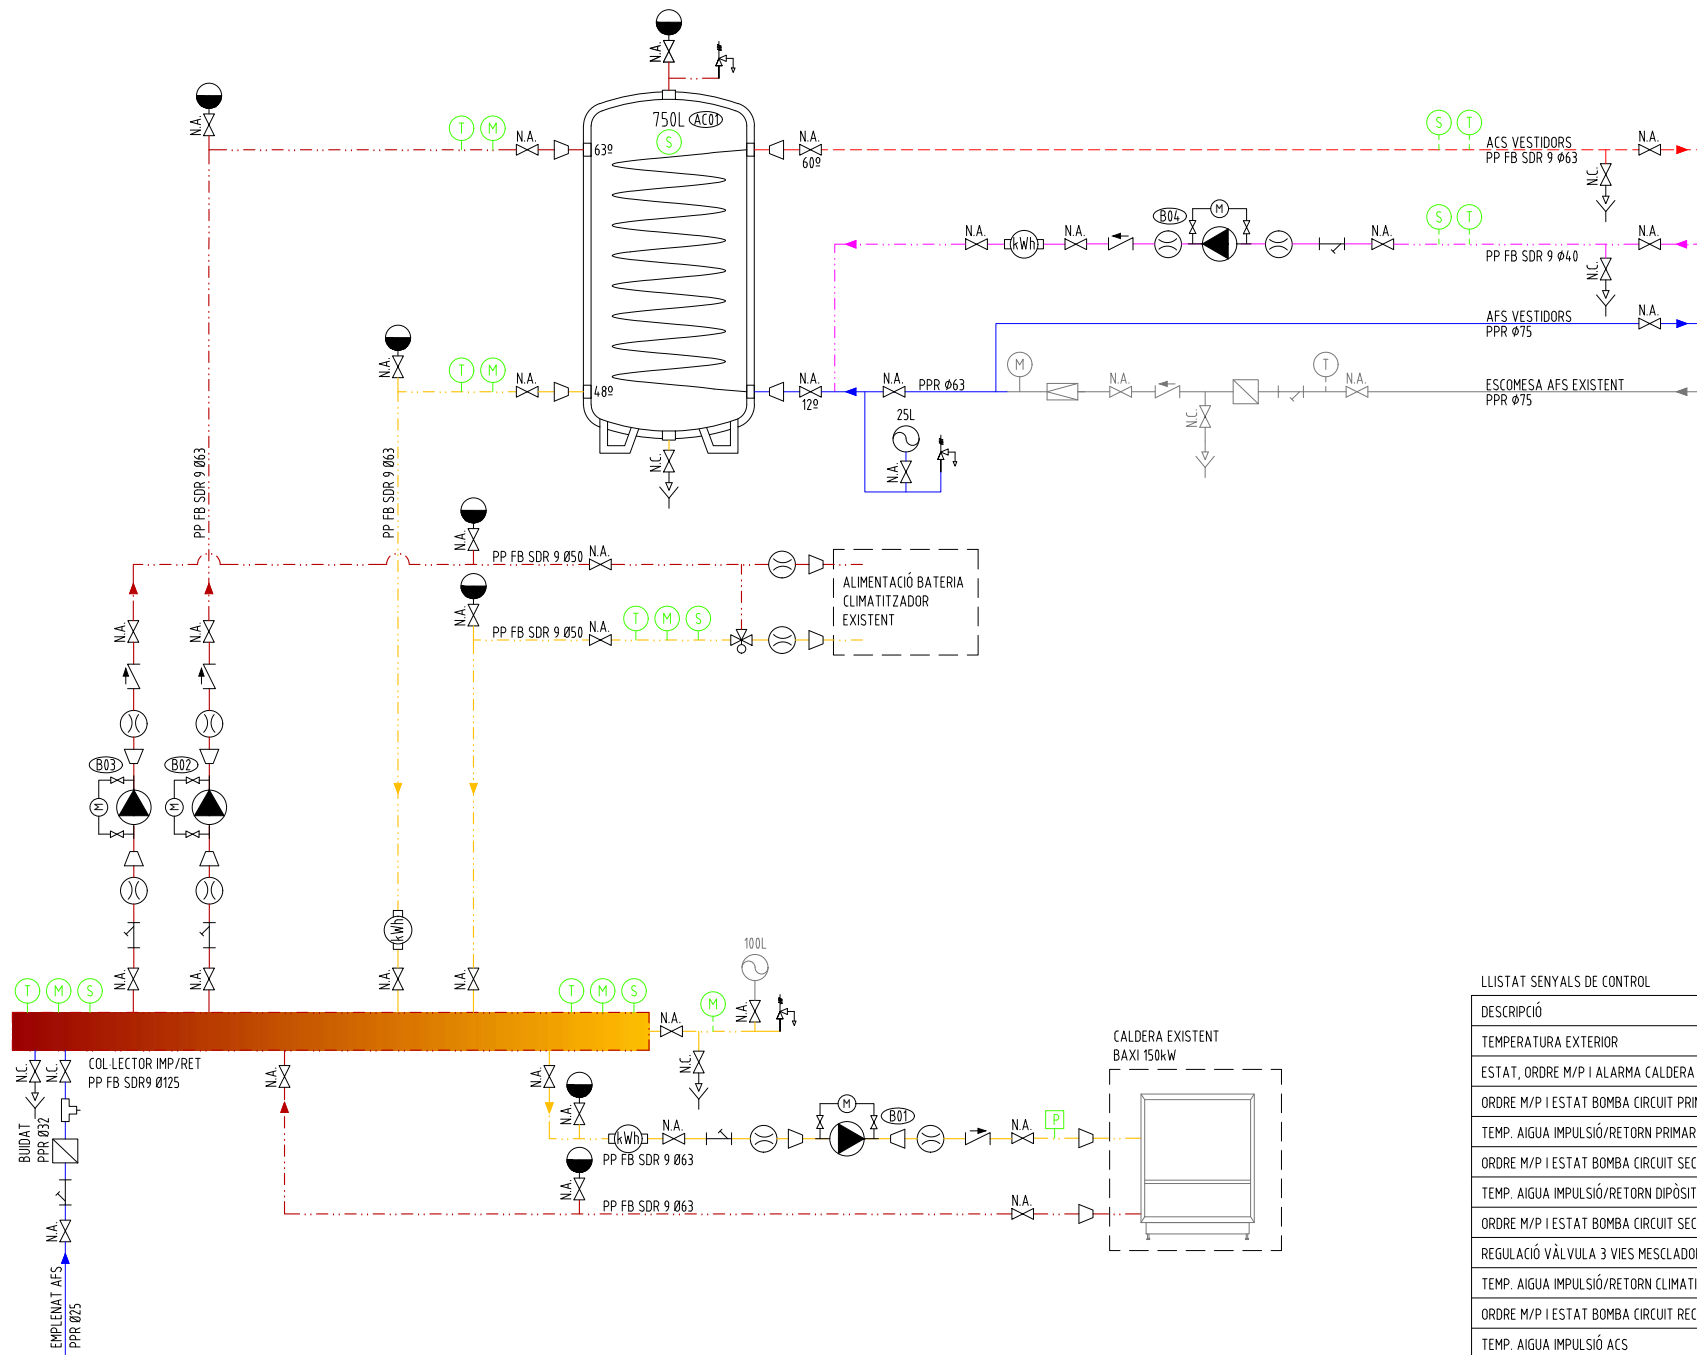 N.A.
750L AC01
N.A.
T M N.A.
63º
S
N.A.
60º
S T
ACS VESTIDORS
PP FB SDR 9 Ø63
N.A.
N.C.
N.A.
kWh
N.A.
B04
M
N.A.
S T
PP FB SDR 9 Ø40
N.A.
N.C.
AFS VESTIDORS
PPR Ø75
N.A.
N.A.
T M N.A.
48º
N.A.
12º
N.A.
PPR Ø63
M
N.A.
N.C.
T
N.A.
ESCOMESA AFS EXISTENT
PPR Ø75
25L
N.A.
N.C.
PP FB SDR 9 Ø63
PP FB SDR 9 Ø63
N.A.
PP FB SDR 9 Ø50 N.A.
N.A.
PP FB SDR 9 Ø50 N.A.
T M S
ALIMENTACIÓ BATERIA
CLIMATITZADOR
EXISTENT
N.A.
N.A.
B03
M
B02
M
kWh
N.A.
N.A.
N.A.
N.A.
T M S
T M S
N.A.
M
100L
N.A.
N.C.
COL·LECTOR IMP/RET
PP FB SDR9 Ø125
N.C.
N.C.
BUIDAT
PPR Ø32
N.A.
EMPLENAT AFS
PPR Ø25
N.A.
N.A.
N.A.
kWh
N.A.
PP FB SDR 9 Ø63
M
B01
N.A.
P
N.A.
PP FB SDR 9 Ø63
N.A.
CALDERA EXISTENT
BAXI 150kW
LLISTAT SENYALS DE CONTROL
DESCRIPCIÓ
TEMPERATURA EXTERIOR
ESTAT, ORDRE M/P I ALARMA CALDERA
ORDRE M/P I ESTAT BOMBA CIRCUIT PRI
TEMP. AIGUA IMPULSIÓ/RETORN PRIMAR
ORDRE M/P I ESTAT BOMBA CIRCUIT SEC
TEMP. AIGUA IMPULSIÓ/RETORN DIPÒSIT
ORDRE M/P I ESTAT BOMBA CIRCUIT SEC
REGULACIÓ VÀLVULA 3 VIES MESCLADO
TEMP. AIGUA IMPULSIÓ/RETORN CLIMATI
ORDRE M/P I ESTAT BOMBA CIRCUIT REC
TEMP. AIGUA IMPULSIÓ ACS